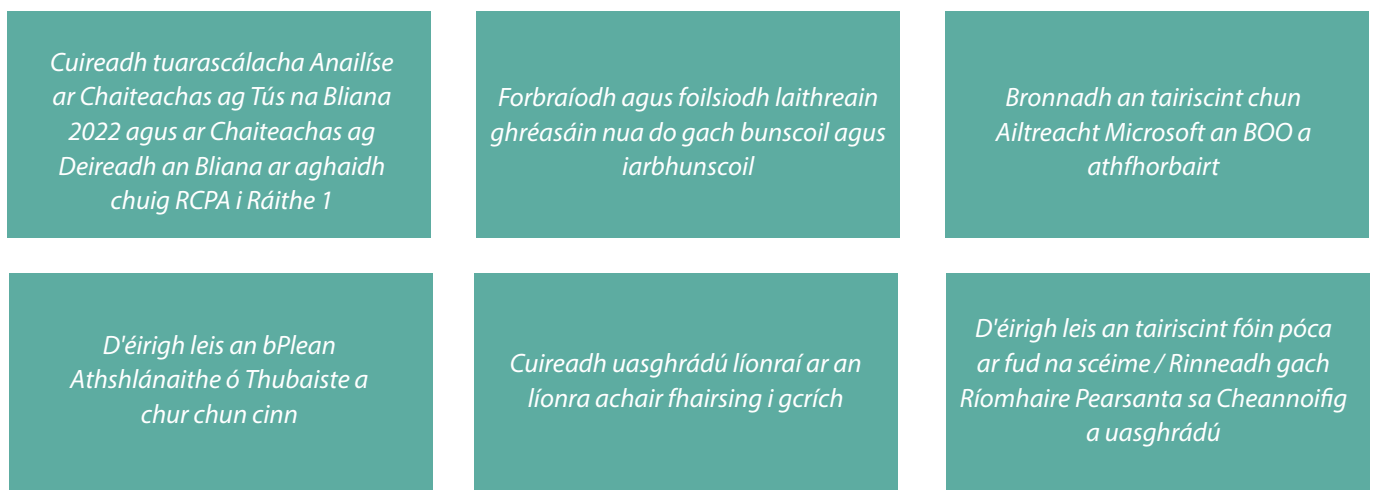 Cuireadh tuarascálacha Anailíse
ar Chaiteachas ag Tús na Bliana
2022 agus ar Chaiteachas ag
Deireadh an Bliana ar aghaidh
chuig RCPA i Ráithe 1
Forbraíodh agus foilsiodh laithreain
ghréasáin nua do gach bunscoil agus
iarbhunscoil
Bronnadh an tairiscint chun
Ailtreacht Microsoft an BOO a
athfhorbairt
D'éirigh leis an bPlean
Athshlánaithe ó Thubaiste a
chur chun cinn
Cuireadh uasghrádú líonraí ar an
líonra achair fhairsing i gcrích
D'éirigh leis an tairiscint fóin póca
ar fud na scéime / Rinneadh gach
Ríomhaire Pearsanta sa Cheannoifig
a uasghrádú